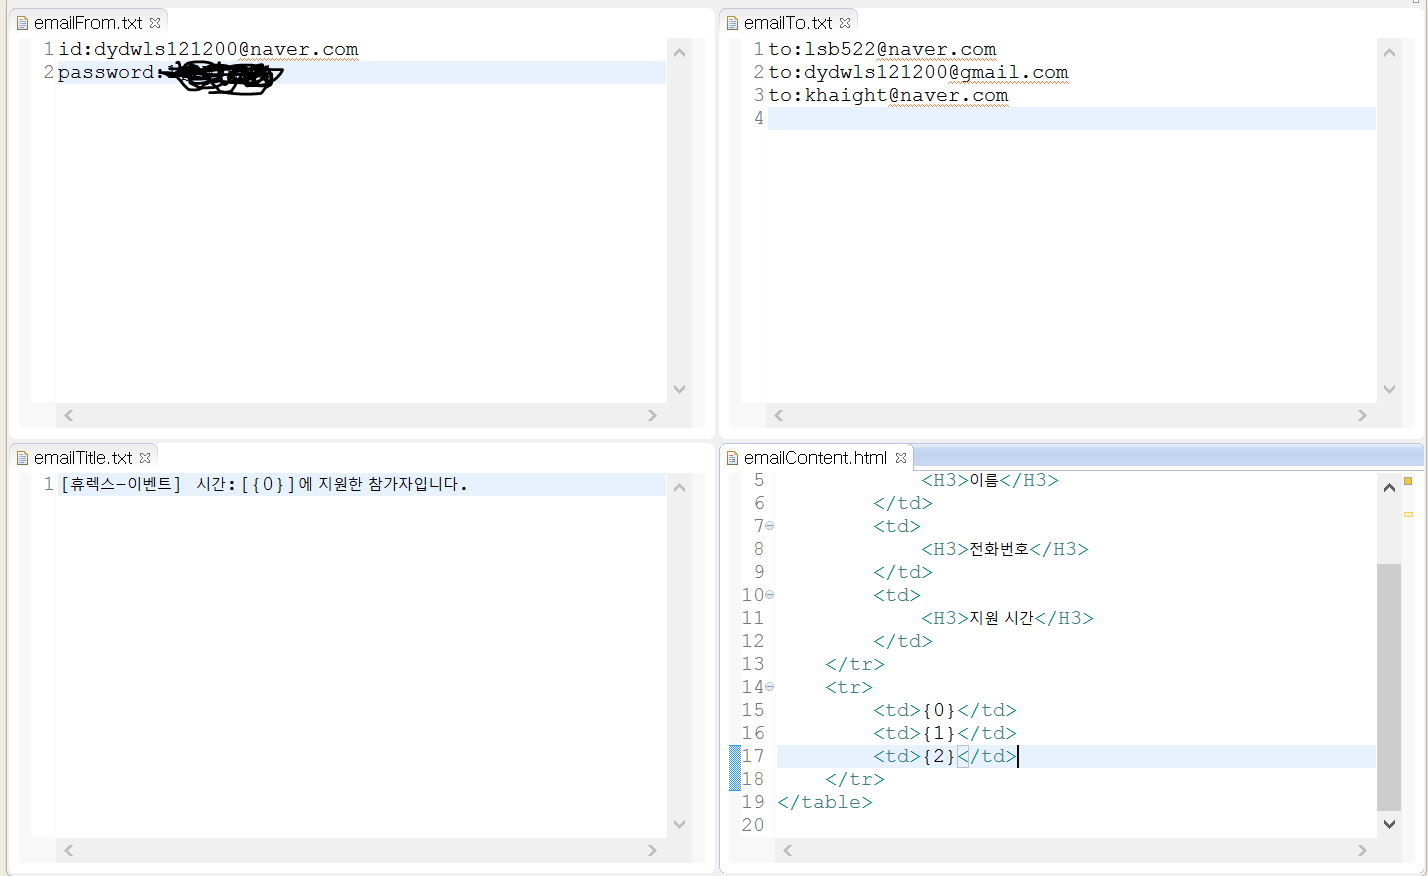 emailFrom.txt
1 id:dydwls121200@naver.com
2 password:
emailTo.txt
1 to:lsb522@naver.com
2 to:dydwls121200@gmail.com
3 to:khaight@naver.com
4
emailTitle.txt
1 [휴렉스-이벤트] 시간:[{0}]에 지원한 참가자입니다.
emailContent.html
5 <H3>이름</H3>
6 </td>
7 <td>
8 <H3>전화번호</H3>
9 </td>
10 <td>
11 <H3>지원 시간</H3>
12 </td>
13 </tr>
14 <tr>
15 <td>{0}</td>
16 <td>{1}</td>
17 <td>{2}</td>
18 </tr>
19 </table>
20